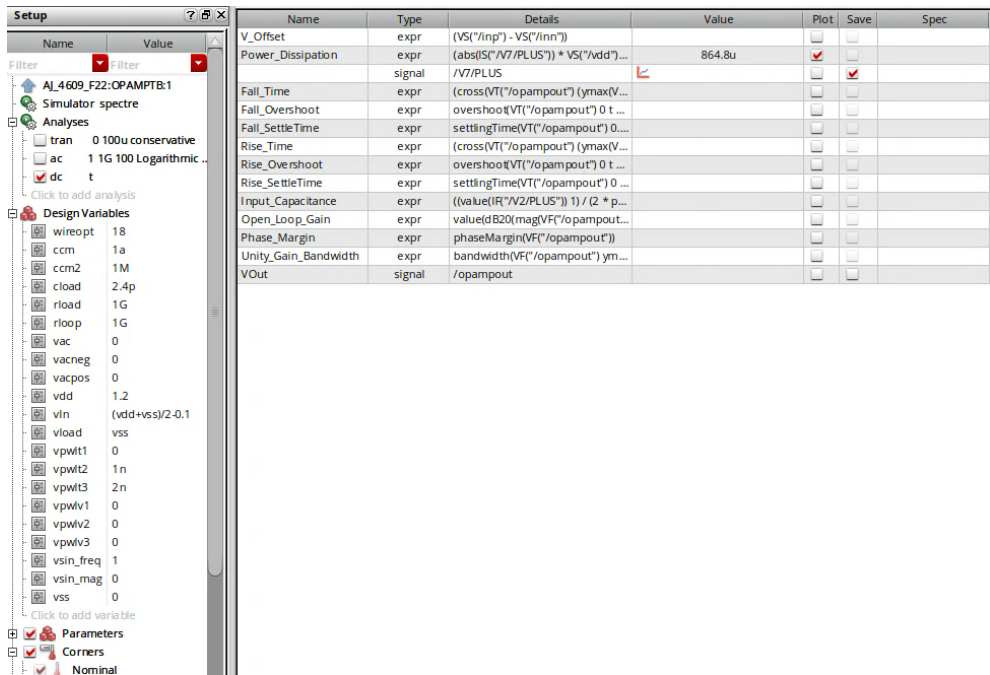 Setup
Name Value
Filter Filter
AJ_4609_F22:OPAMPTB:1
Simulator spectre
Analyses
tran 0 100u conservative
ac 1 1G 100 Logarithmic ..
dc t
Click to add analysis
Design Variables
wireopt 18
ccm 1a
ccm2 1M
cload 2.4p
rload 1G
rloop 1G
vac 0
vacneg 0
vacpos 0
vdd 1.2
vin (vdd+vss)/2-0.1
vload vss
vpwlt1 0
vpwlt2 1n
vpwlt3 2n
vpwlv1 0
vpwlv2 0
vpwlv3 0
vsin_freq 1
vsin_mag 0
vss 0
Click to add variable
Parameters
Corners
Nominal
Name Type Details Value Plot Save Spec
V_Offset expr (VS("/inp") - VS("/inn"))
Power_Dissipation expr (abs(IS("/V7/PLUS")) * VS("/vdd")... 864.8u
signal /V7/PLUS
Fall_Time expr (cross(VT("/opampout") (ymax(V...
Fall_Overshoot expr overshoot(VT("/opampout") 0 t ...
Fall_SettleTime expr settlingTime(VT("/opampout") 0....
Rise_Time expr (cross(VT("/opampout") (ymax(V...
Rise_Overshoot expr overshoot(VT("/opampout") 0 t ...
Rise_SettleTime expr settlingTime(VT("/opampout") 0 ...
Input_Capacitance expr ((value(IF("/V2/PLUS")) 1) / (2 * p...
Open_Loop_Gain expr value(dB20(mag(VF("/opampout...
Phase_Margin expr phaseMargin(VF("/opampout"))
Unity_Gain_Bandwidth expr bandwidth(VF("/opampout") ym...
VOut signal /opampout